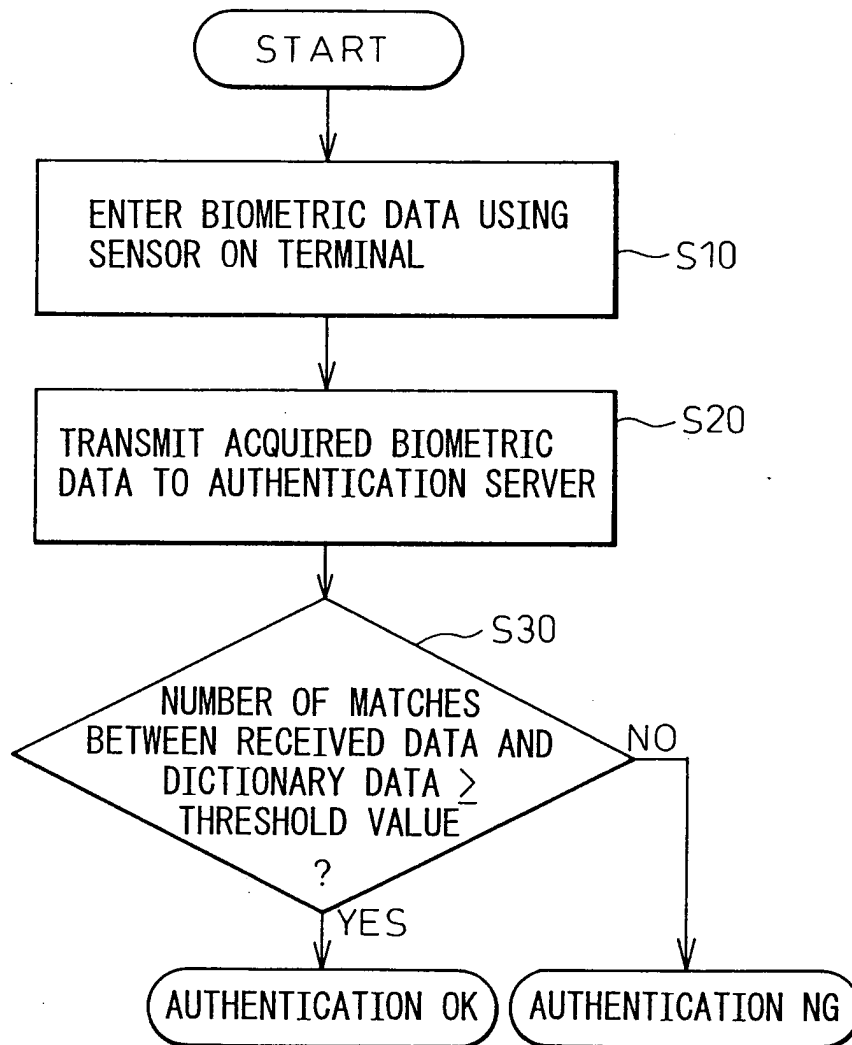 START
ENTER BIOMETRIC DATA USING
SENSOR ON TERMINAL
S10
TRANSMIT ACQUIRED BIOMETRIC
DATA TO AUTHENTICATION SERVER
S20
S30
NUMBER OF MATCHES
BETWEEN RECEIVED DATA AND
DICTIONARY DATA ≥
THRESHOLD VALUE
?
NO
YES
AUTHENTICATION OK
AUTHENTICATION NG